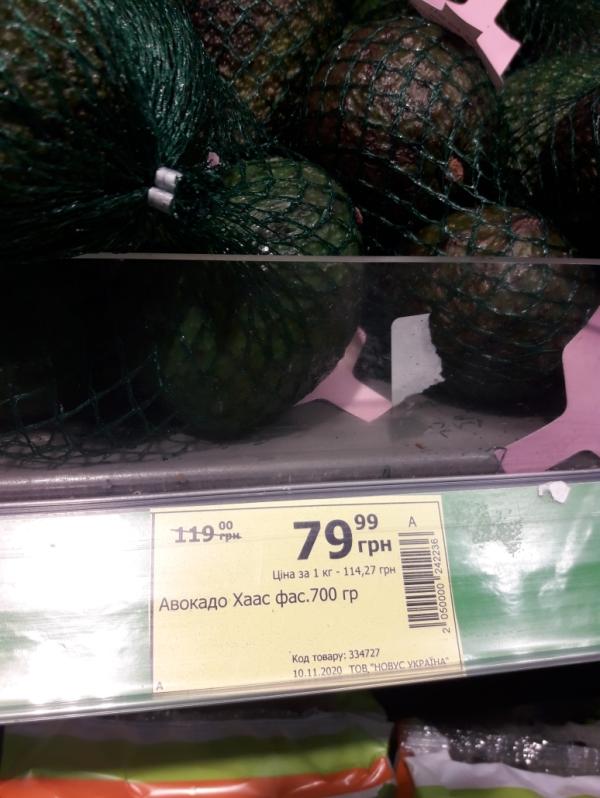 119 00 грн
79 99 грн
А
Ціна за 1 кг - 114,27 грн
Авокадо Хаас фас.700 гр
2 050000 242236
Код товару: 334727
10.11.2020 ТОВ "НОВУС УКРАЇНА"
А